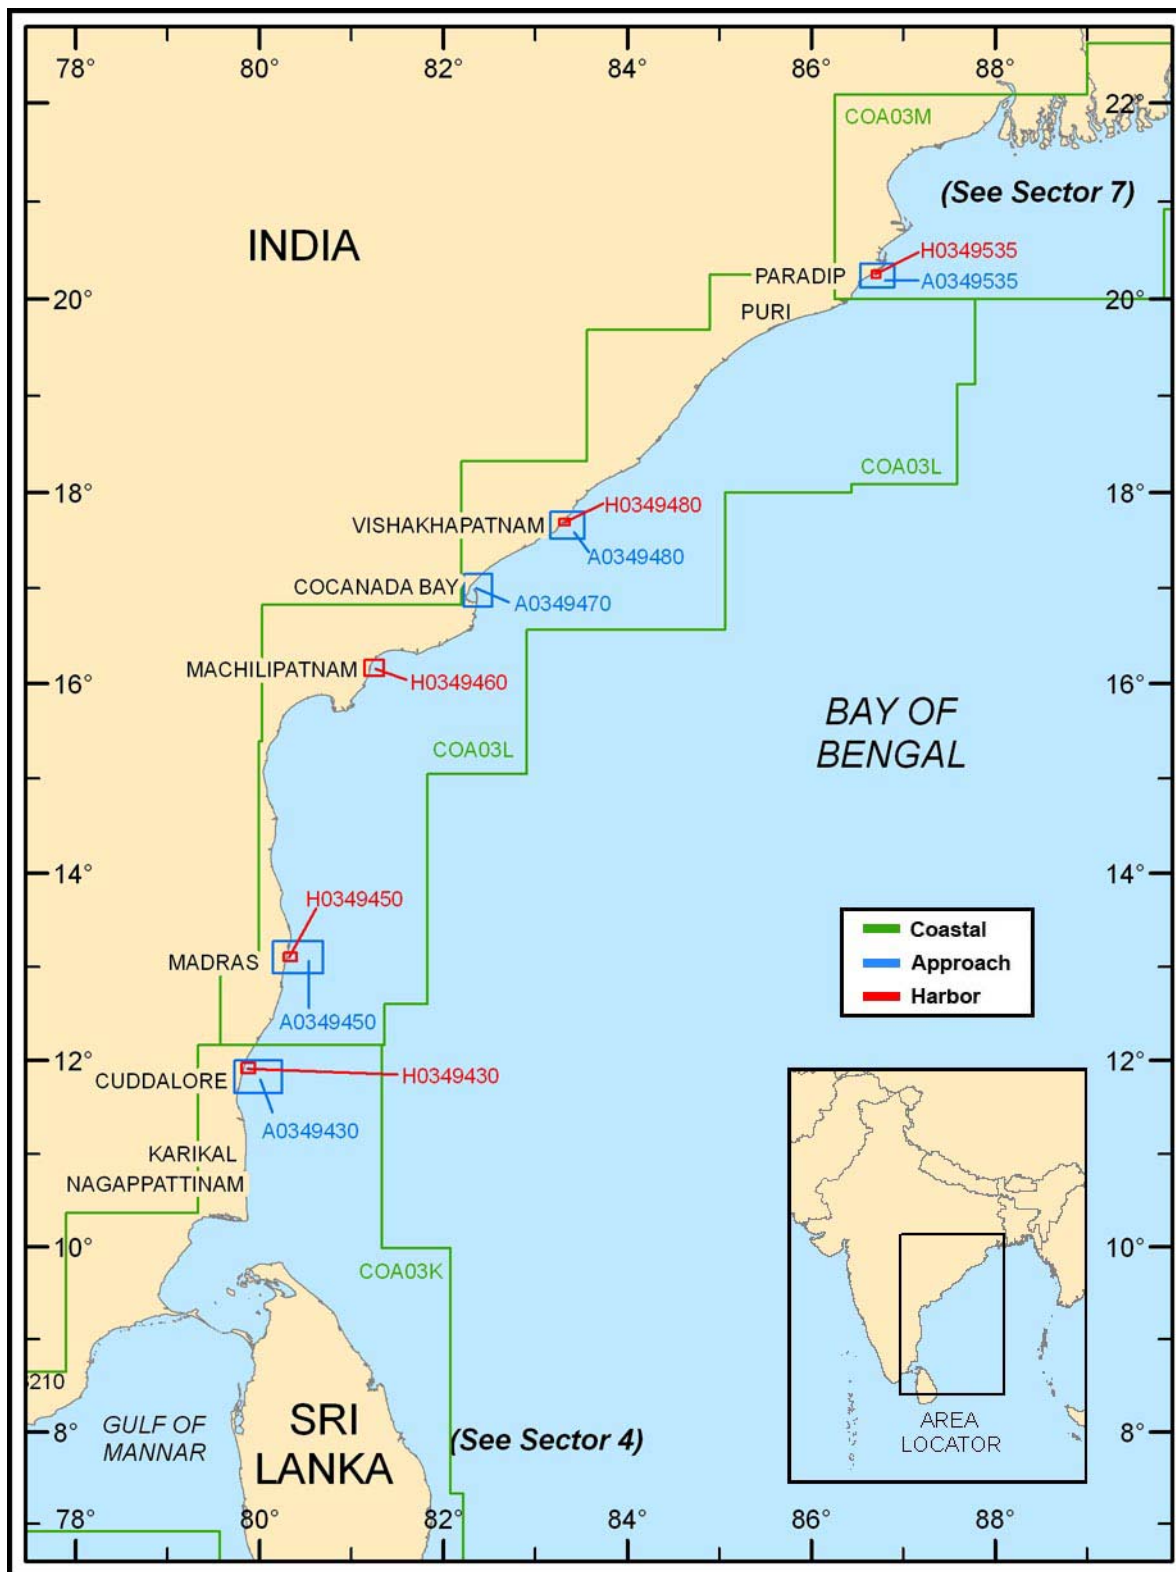 78°
80°
82°
84°
86°
88°
22°
COA03M
(See Sector 7)
INDIA
H0349535
PARADIP
A0349535
20°
20°
PURI
COA03L
18°
18°
H0349480
VISHAKHAPATNAM
A0349480
COCANADA BAY
A0349470
MACHILIPATNAM
H0349460
16°
16°
BAY OF
BENGAL
COA03L
14°
14°
H0349450
Coastal
Approach
Harbor
MADRAS
A0349450
12°
12°
CUDDALORE
H0349430
A0349430
KARIKAL
NAGAPPATTINAM
10°
10°
COA03K
210
GULF OF
MANNAR
SRI
LANKA
(See Sector 4)
AREA
LOCATOR
8°
8°
78°
80°
82°
84°
86°
88°